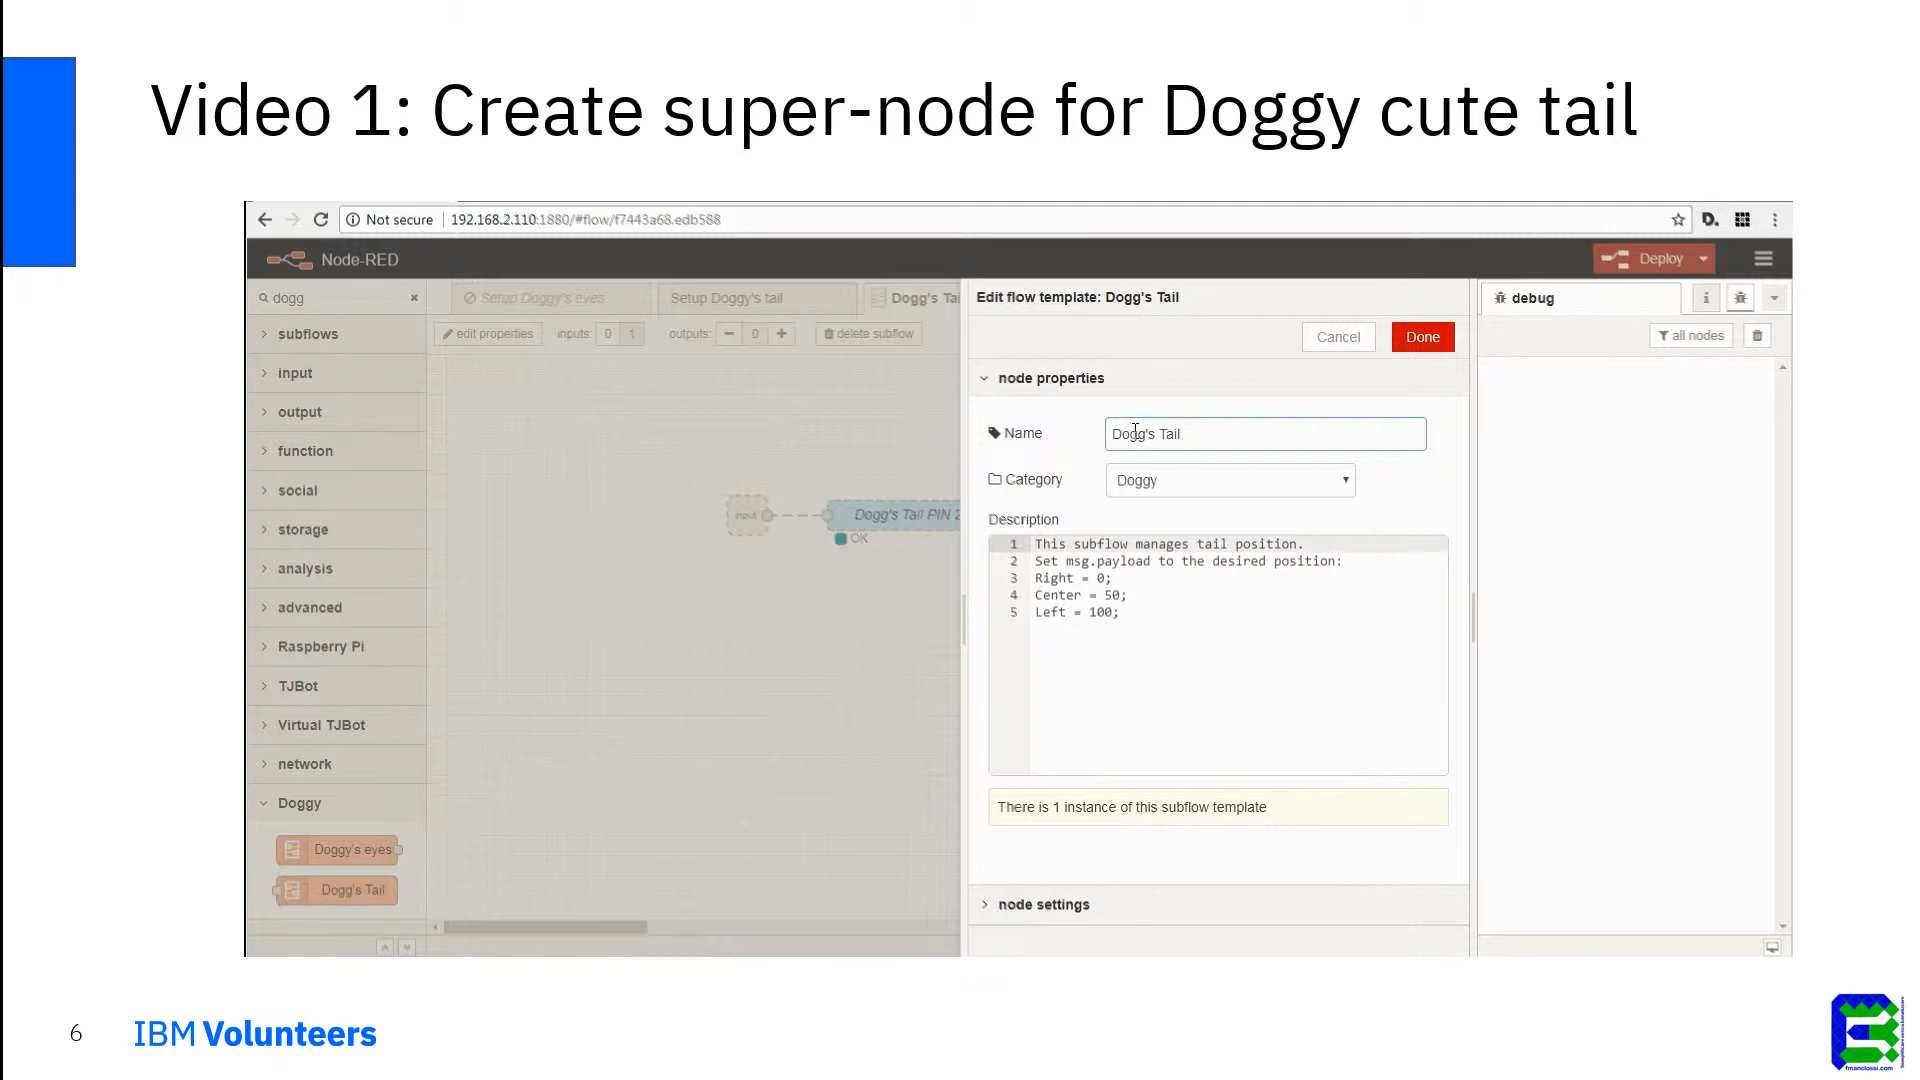 Video 1: Create super-node for Doggy cute tail
Not secure 192.168.2.110:1880/#flow/f7443a68.edb588
Node-RED
Deploy
dogg
Setup Doggy's eyes
Setup Doggy's tail
Dogg's Tai
Edit flow template: Dogg's Tail
debug
subflows
edit properties inputs: 0 1 outputs: 0 delete subflow
Cancel
Done
all nodes
input
output
function
social
storage
analysis
advanced
Raspberry Pi
TJBot
Virtual TJBot
network
Doggy
Doggy's eyes
Dogg's Tail
input
Dogg's Tail PIN 2
OK
node properties
Name Dogg's Tail
Category Doggy
Description
1 This subflow manages tail position.
2 Set msg.payload to the desired position:
3 Right = 0;
4 Center = 50;
5 Left = 100;
There is 1 instance of this subflow template
node settings
6
IBM Volunteers
fmanclossi.com